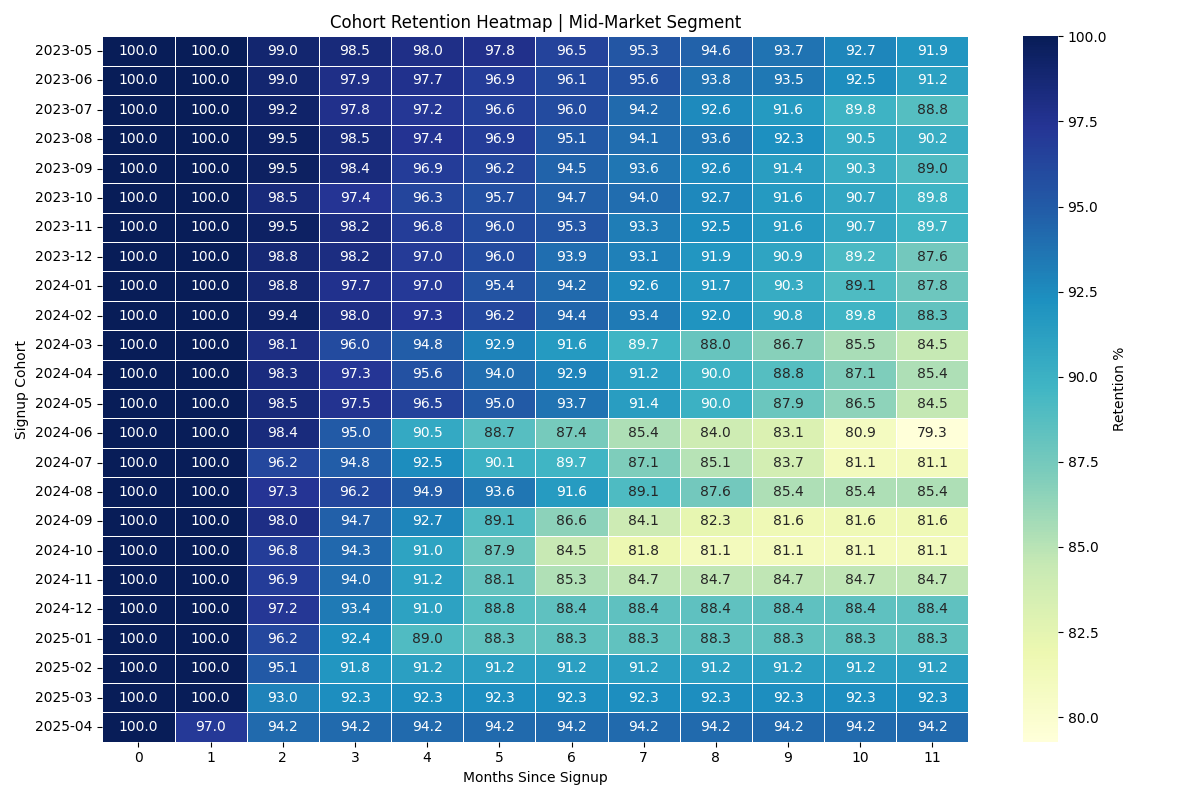 Cohort Retention Heatmap | Mid-Market Segment
2023-05 100.0 100.0 99.0 98.5 98.0 97.8 96.5 95.3 94.6 93.7 92.7 91.9
2023-06 100.0 100.0 99.0 97.9 97.7 96.9 96.1 95.6 93.8 93.5 92.5 91.2
2023-07 100.0 100.0 99.2 97.8 97.2 96.6 96.0 94.2 92.6 91.6 89.8 88.8
2023-08 100.0 100.0 99.5 98.5 97.4 96.9 95.1 94.1 93.6 92.3 90.5 90.2
2023-09 100.0 100.0 99.5 98.4 96.9 96.2 94.5 93.6 92.6 91.4 90.3 89.0
2023-10 100.0 100.0 98.5 97.4 96.3 95.7 94.7 94.0 92.7 91.6 90.7 89.8
2023-11 100.0 100.0 99.5 98.2 96.8 96.0 95.3 93.3 92.5 91.6 90.7 89.7
2023-12 100.0 100.0 98.8 98.2 97.0 96.0 93.9 93.1 91.9 90.9 89.2 87.6
2024-01 100.0 100.0 98.8 97.7 97.0 95.4 94.2 92.6 91.7 90.3 89.1 87.8
2024-02 100.0 100.0 99.4 98.0 97.3 96.2 94.4 93.4 92.0 90.8 89.8 88.3
2024-03 100.0 100.0 98.1 96.0 94.8 92.9 91.6 89.7 88.0 86.7 85.5 84.5
2024-04 100.0 100.0 98.3 97.3 95.6 94.0 92.9 91.2 90.0 88.8 87.1 85.4
2024-05 100.0 100.0 98.5 97.5 96.5 95.0 93.7 91.4 90.0 87.9 86.5 84.5
2024-06 100.0 100.0 98.4 95.0 90.5 88.7 87.4 85.4 84.0 83.1 80.9 79.3
2024-07 100.0 100.0 96.2 94.8 92.5 90.1 89.7 87.1 85.1 83.7 81.1 81.1
2024-08 100.0 100.0 97.3 96.2 94.9 93.6 91.6 89.1 87.6 85.4 85.4 85.4
2024-09 100.0 100.0 98.0 94.7 92.7 89.1 86.6 84.1 82.3 81.6 81.6 81.6
2024-10 100.0 100.0 96.8 94.3 91.0 87.9 84.5 81.8 81.1 81.1 81.1 81.1
2024-11 100.0 100.0 96.9 94.0 91.2 88.1 85.3 84.7 84.7 84.7 84.7 84.7
2024-12 100.0 100.0 97.2 93.4 91.0 88.8 88.4 88.4 88.4 88.4 88.4 88.4
2025-01 100.0 100.0 96.2 92.4 89.0 88.3 88.3 88.3 88.3 88.3 88.3 88.3
2025-02 100.0 100.0 95.1 91.8 91.2 91.2 91.2 91.2 91.2 91.2 91.2 91.2
2025-03 100.0 100.0 93.0 92.3 92.3 92.3 92.3 92.3 92.3 92.3 92.3 92.3
2025-04 100.0 97.0 94.2 94.2 94.2 94.2 94.2 94.2 94.2 94.2 94.2 94.2
0 1 2 3 4 5 6 7 8 9 10 11
Months Since Signup
Signup Cohort
100.0
97.5
95.0
92.5
90.0
87.5
85.0
82.5
80.0
Retention %